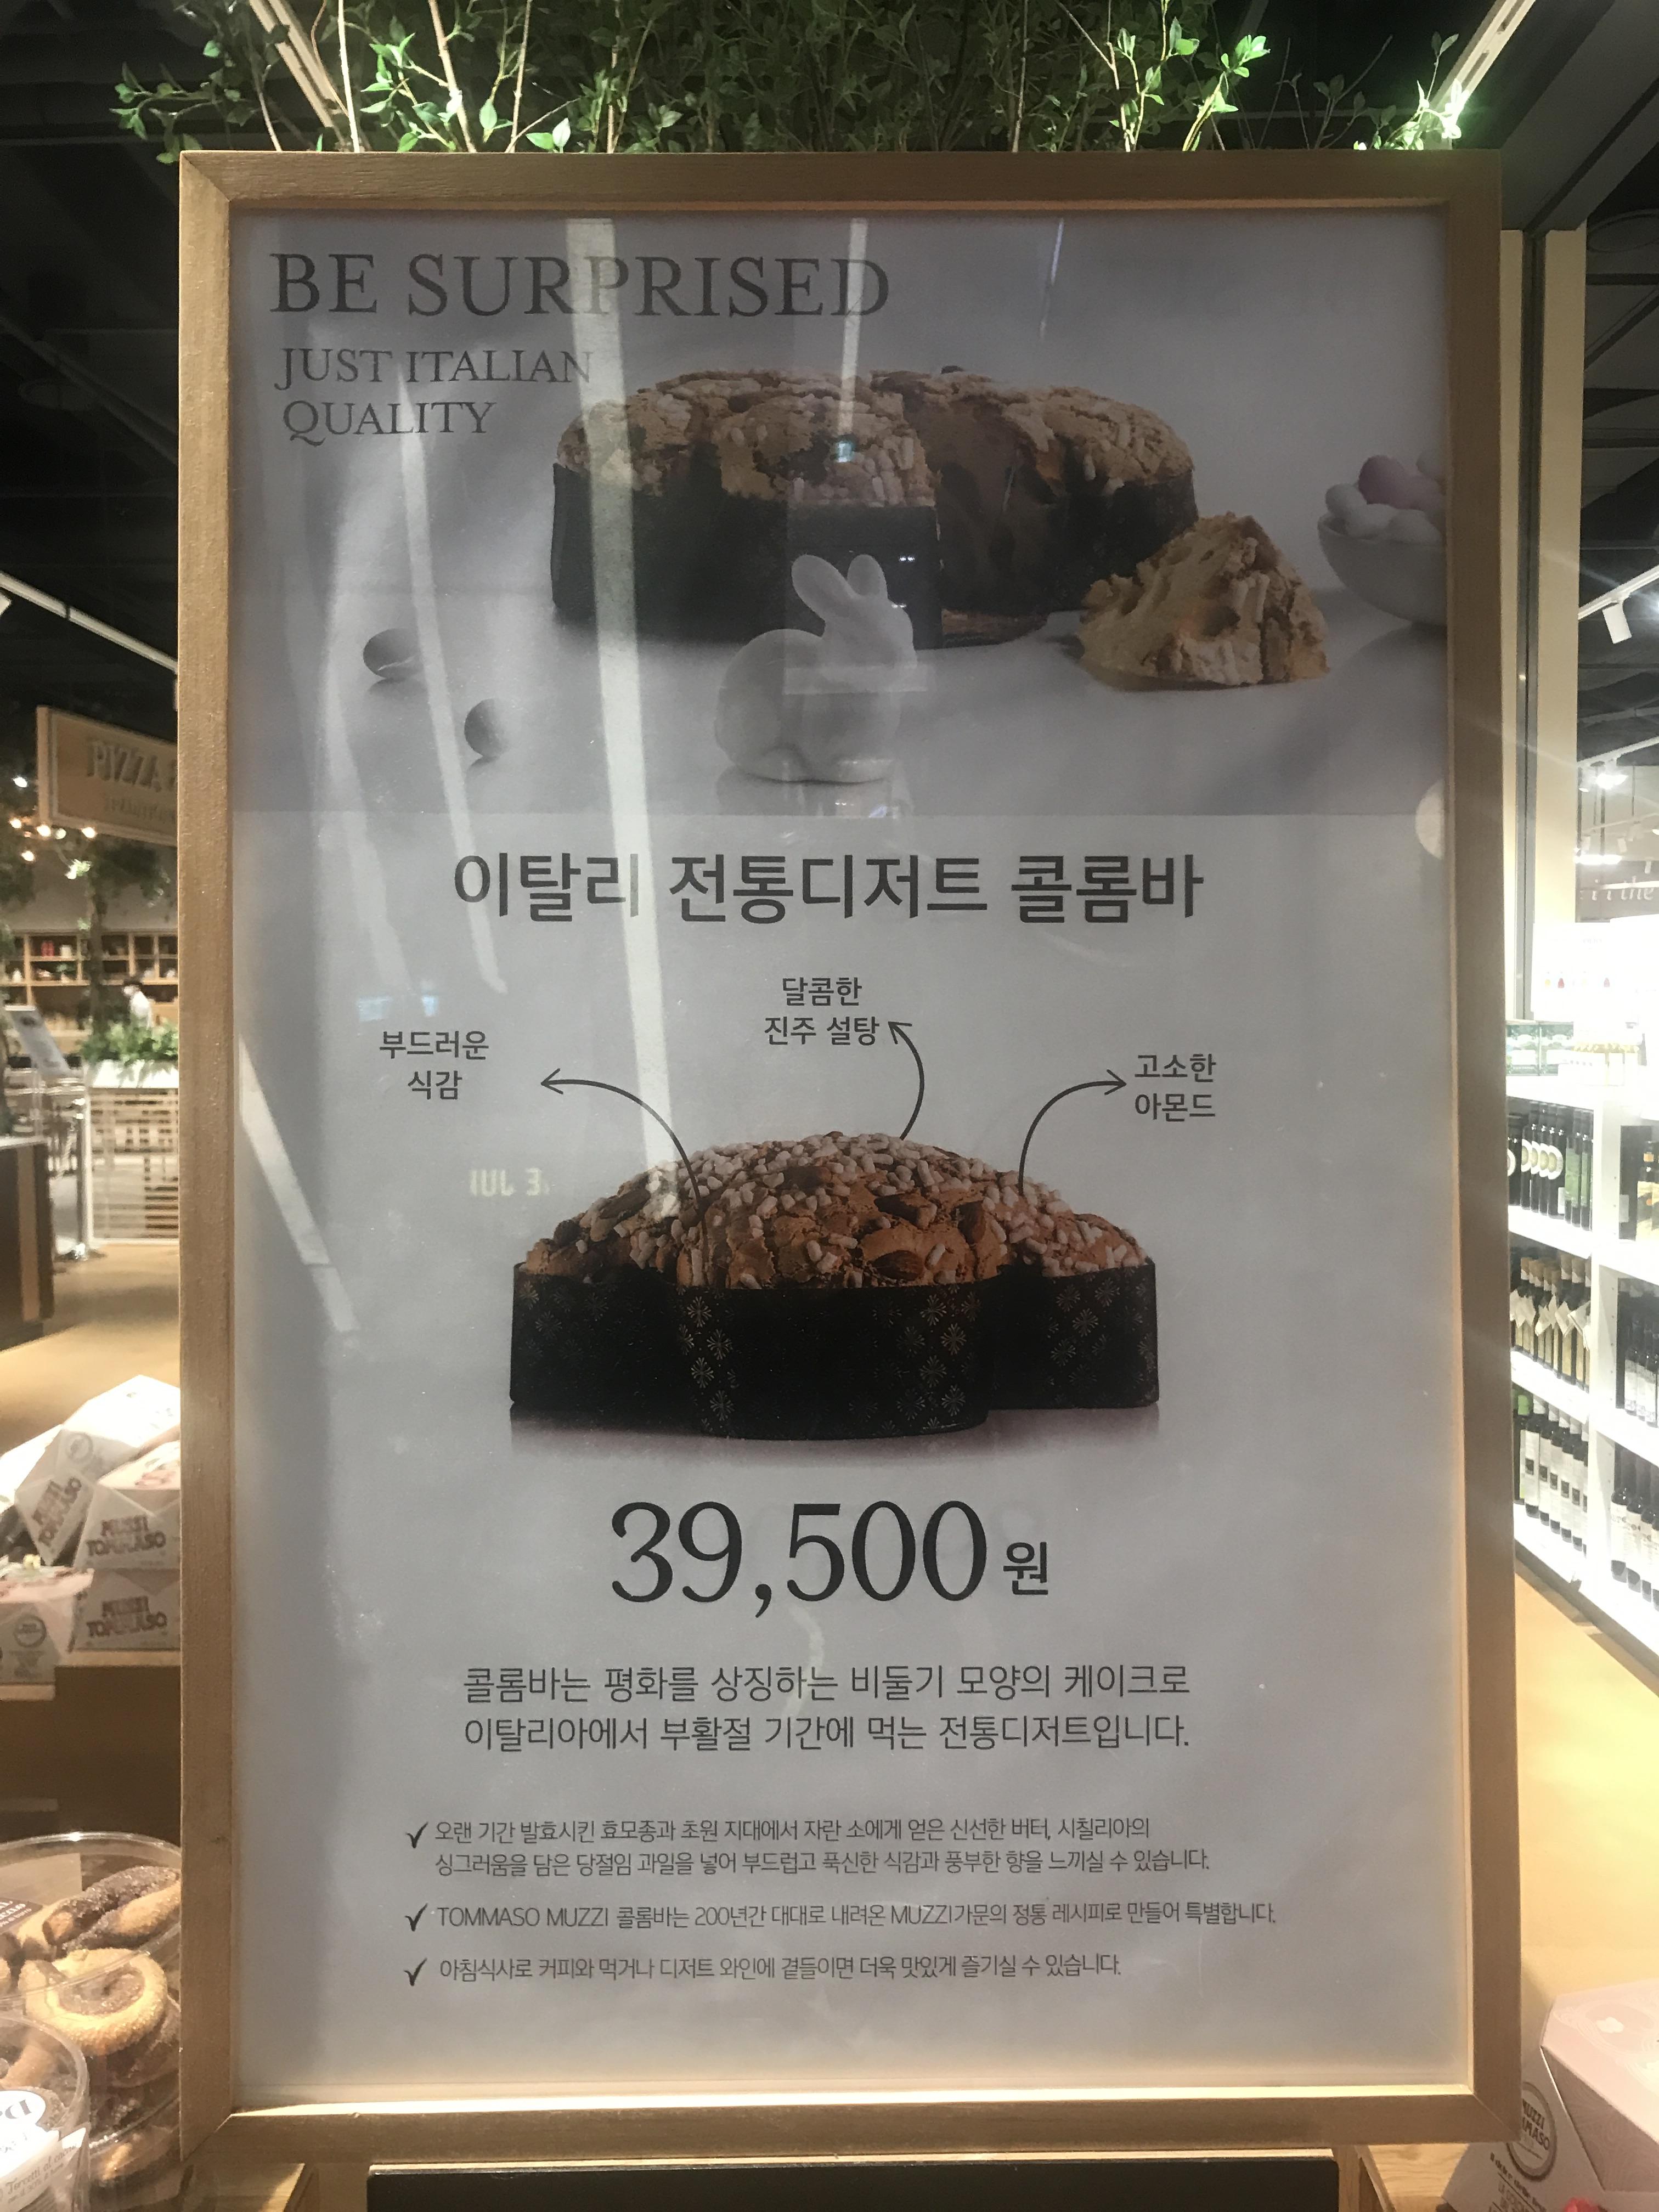 BE SURPRISED
JUST ITALIAN
QUALITY
이탈리 전통디저트 콜롬바
달콤한
진주 설탕
부드러운
식감
고소한
아몬드
39,500원
콜롬바는 평화를 상징하는 비둘기 모양의 케이크로
이탈리아에서 부활절 기간에 먹는 전통디저트입니다.
✓ 오랜 기간 발효시킨 효모종과 초원 지대에서 자란 소에게 얻은 신선한 버터, 시칠리아의
싱그러움을 담은 당절임 과일을 넣어 부드럽고 푹신한 식감과 풍부한 향을 느끼실 수 있습니다.
✓ TOMMASO MUZZI 콜롬바는 200년간 대대로 내려온 MUZZI가문의 정통 레시피로 만들어 특별합니다.
✓ 아침식사로 커피와 먹거나 디저트 와인에 곁들이면 더욱 맛있게 즐기실 수 있습니다.
MUZZI
TOMMASO
MUZZI
TOMMASO